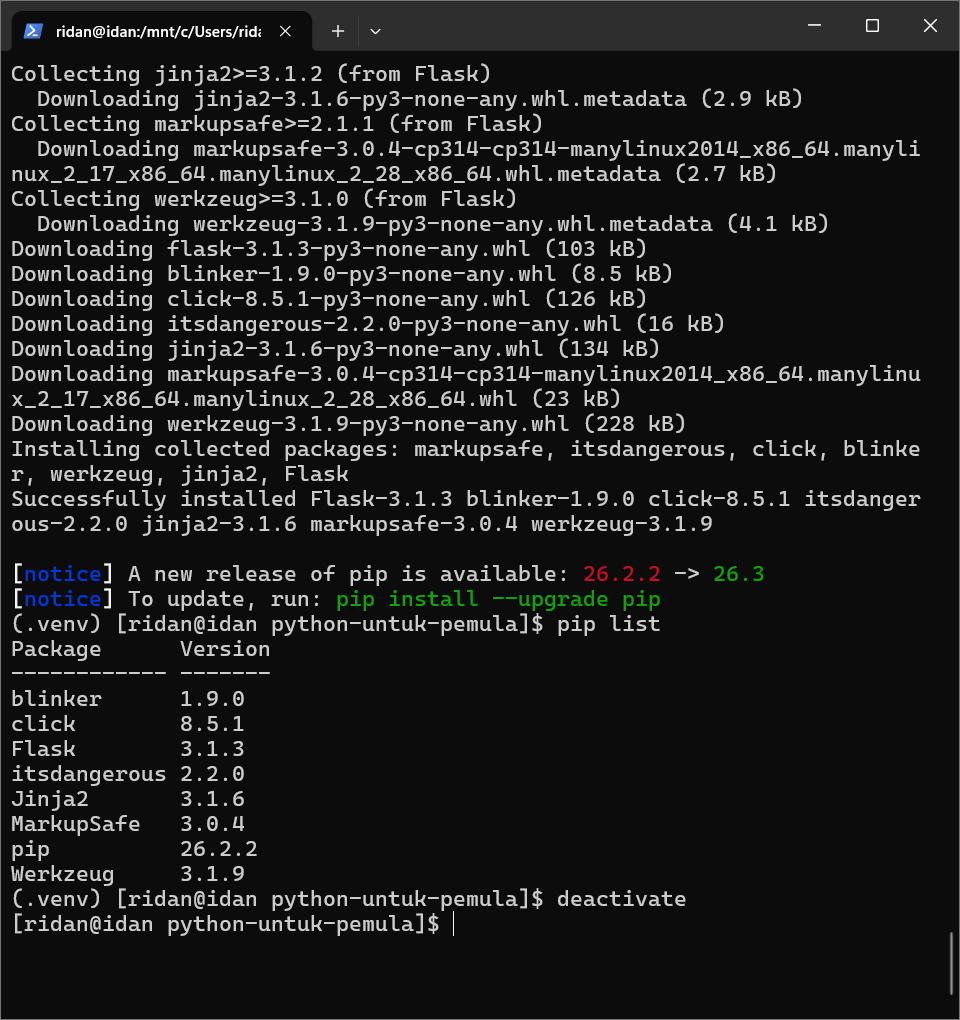 ridan@idan:/mnt/c/Users/rida
Collecting jinja2>=3.1.2 (from Flask)
  Downloading jinja2-3.1.6-py3-none-any.whl.metadata (2.9 kB)
Collecting markupsafe>=2.1.1 (from Flask)
  Downloading markupsafe-3.0.4-cp314-cp314-manylinux2014_x86_64.manyli
nux_2_17_x86_64.manylinux_2_28_x86_64.whl.metadata (2.7 kB)
Collecting werkzeug>=3.1.0 (from Flask)
  Downloading werkzeug-3.1.9-py3-none-any.whl.metadata (4.1 kB)
Downloading flask-3.1.3-py3-none-any.whl (103 kB)
Downloading blinker-1.9.0-py3-none-any.whl (8.5 kB)
Downloading click-8.5.1-py3-none-any.whl (126 kB)
Downloading itsdangerous-2.2.0-py3-none-any.whl (16 kB)
Downloading jinja2-3.1.6-py3-none-any.whl (134 kB)
Downloading markupsafe-3.0.4-cp314-cp314-manylinux2014_x86_64.manylinu
x_2_17_x86_64.manylinux_2_28_x86_64.whl (23 kB)
Downloading werkzeug-3.1.9-py3-none-any.whl (228 kB)
Installing collected packages: markupsafe, itsdangerous, click, blinke
r, werkzeug, jinja2, Flask
Successfully installed Flask-3.1.3 blinker-1.9.0 click-8.5.1 itsdanger
ous-2.2.0 jinja2-3.1.6 markupsafe-3.0.4 werkzeug-3.1.9

[notice] A new release of pip is available: 26.2.2 -> 26.3
[notice] To update, run: pip install --upgrade pip
(.venv) [ridan@idan python-untuk-pemula]$ pip list
Package      Version
------------ -------
blinker      1.9.0
click        8.5.1
Flask        3.1.3
itsdangerous 2.2.0
Jinja2       3.1.6
MarkupSafe   3.0.4
pip          26.2.2
Werkzeug     3.1.9
(.venv) [ridan@idan python-untuk-pemula]$ deactivate
[ridan@idan python-untuk-pemula]$